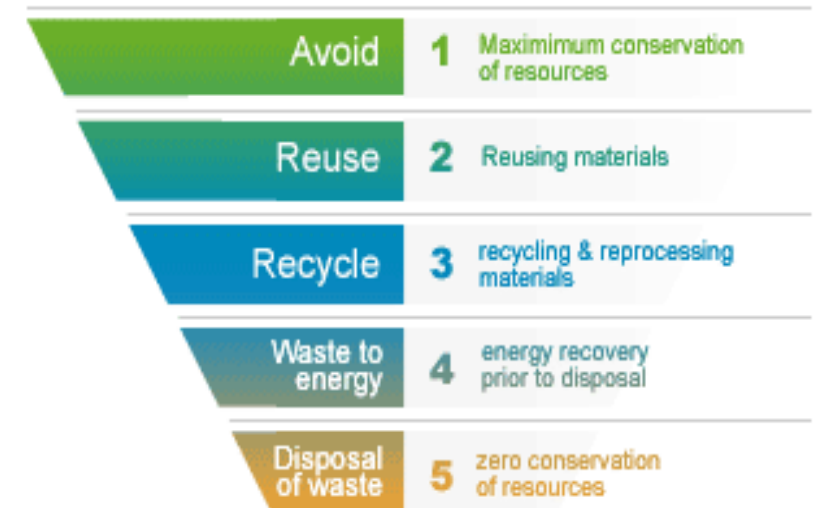 Avoid 1 Maximimum conservation
of resources
Reuse 2 Reusing materials
Recycle 3 recycling & reprocessing
materials
Waste to
energy 4 energy recovery
prior to disposal
Disposal
of waste 5 zero conservation
of resources